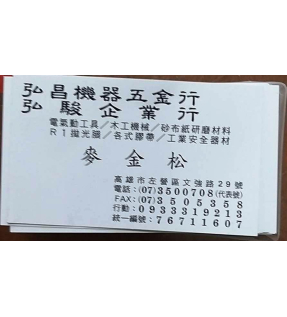 弘昌機器五金行
弘駿企業行
電氣動工具／木工機械／砂布紙研磨材料
R1拋光腊／各式膠帶／工業安全器材
麥金松
高雄市左營區文強路29號
電話：(07)3500708(代表號)
FAX：(07)3505358
行動：0933319213
統一編號：76711607